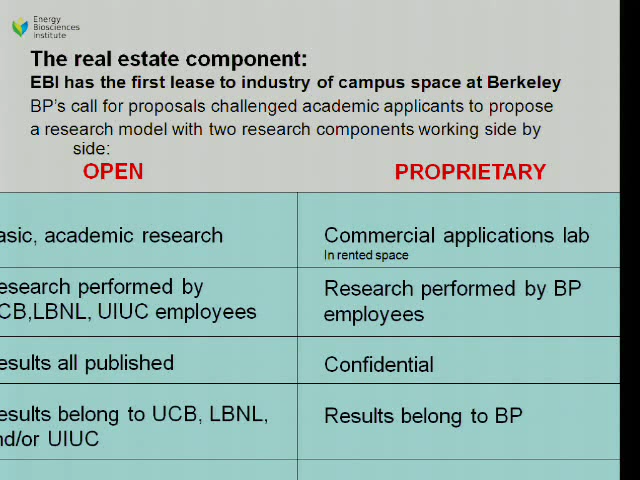 Energy
Biosciences
Institute
The real estate component:
EBI has the first lease to industry of campus space at Berkeley
BP's call for proposals challenged academic applicants to propose
a research model with two research components working side by
side:
OPEN PROPRIETARY
asic, academic research Commercial applications lab
In rented space
esearch performed by Research performed by BP
CB,LBNL, UIUC employees employees
esults all published Confidential
esults belong to UCB, LBNL, Results belong to BP
nd/or UIUC